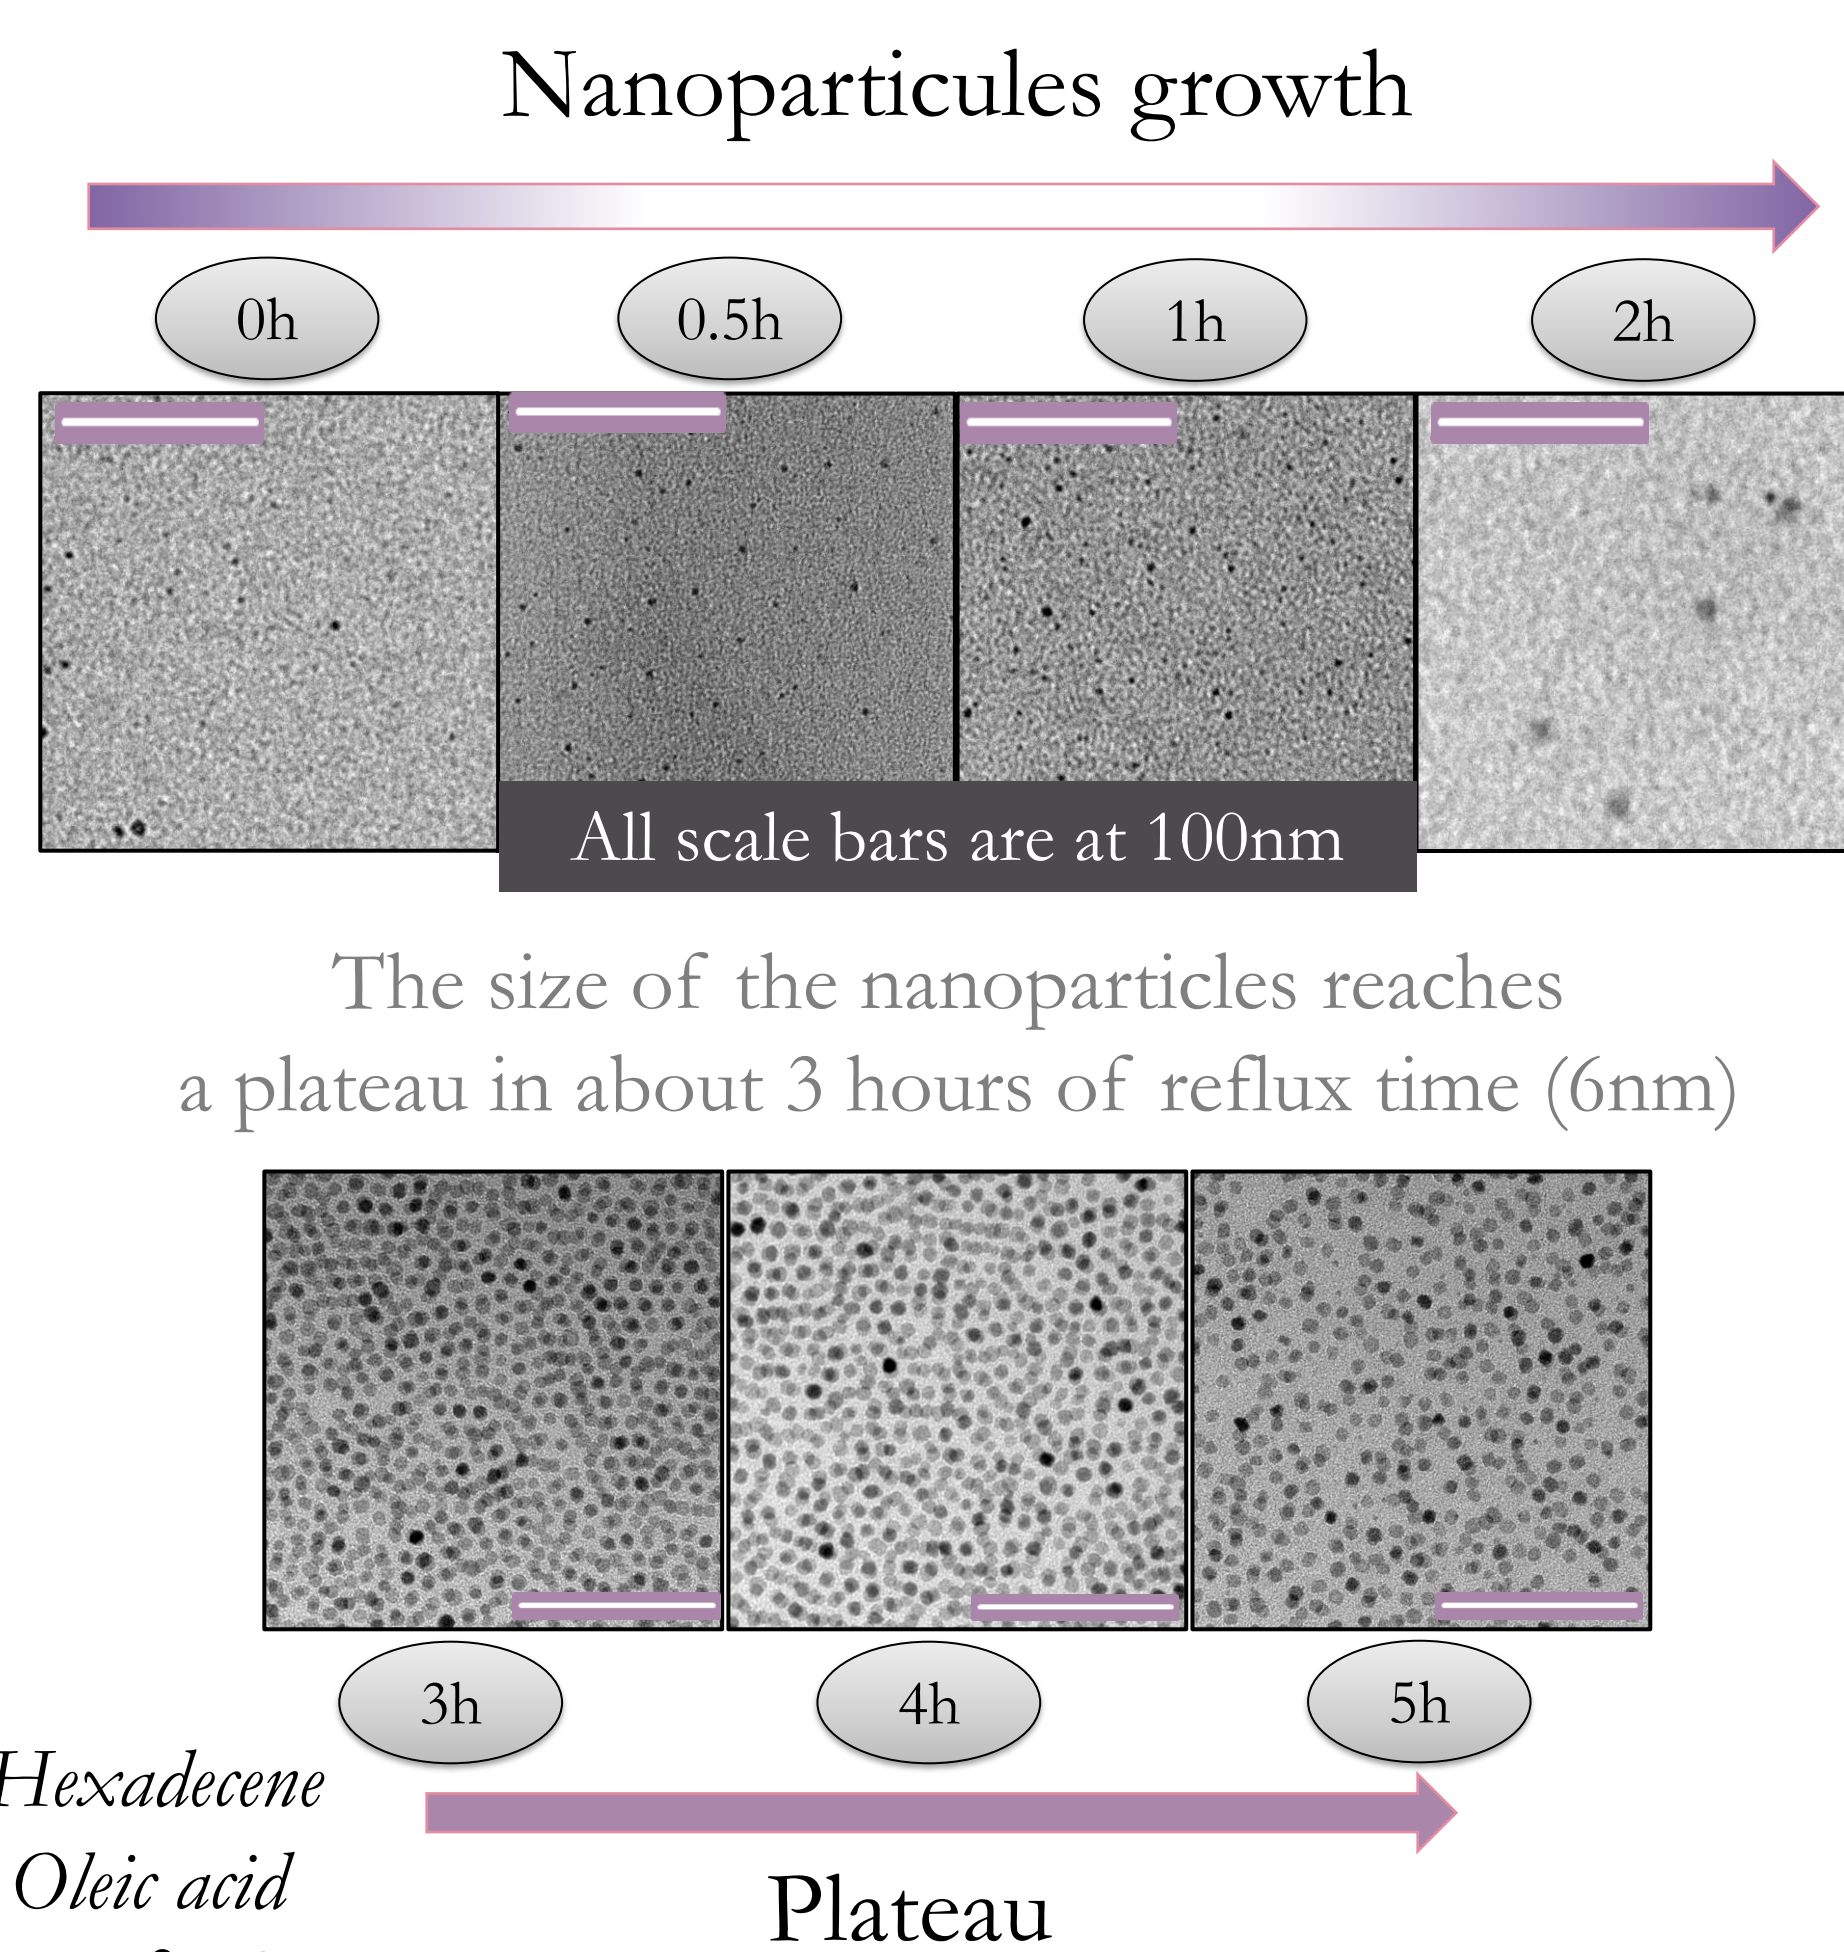 Nanoparticules growth
0h
0.5h
1h
2h
All scale bars are at 100nm
The size of the nanoparticles reaches
a plateau in about 3 hours of reflux time (6nm)
3h
4h
5h
Hexadecene
Oleic acid
Plateau